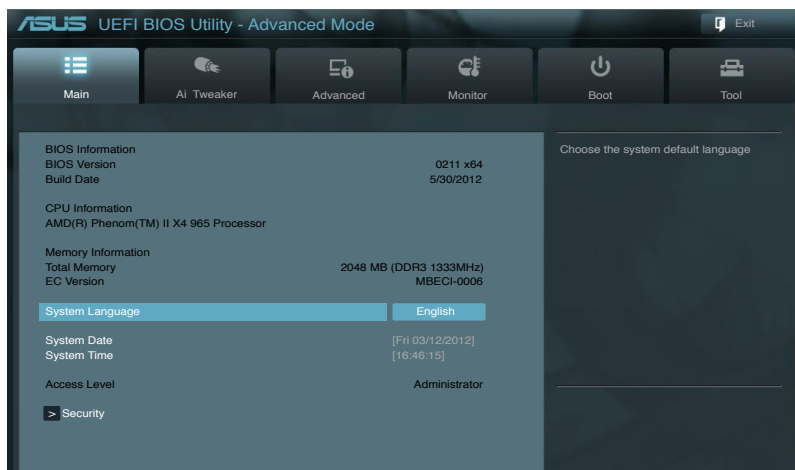 ASUS UEFI BIOS Utility - Advanced Mode
Exit
Main Ai Tweaker Advanced Monitor Boot Tool
BIOS Information
BIOS Version 0211 x64
Build Date 5/30/2012
CPU Information
AMD(R) Phenom(TM) II X4 965 Processor
Memory Information
Total Memory 2048 MB (DDR3 1333MHz)
EC Version MBECI-0006
System Language English
System Date [Fri 03/12/2012]
System Time [16:46:15]
Access Level Administrator
> Security
Choose the system default language